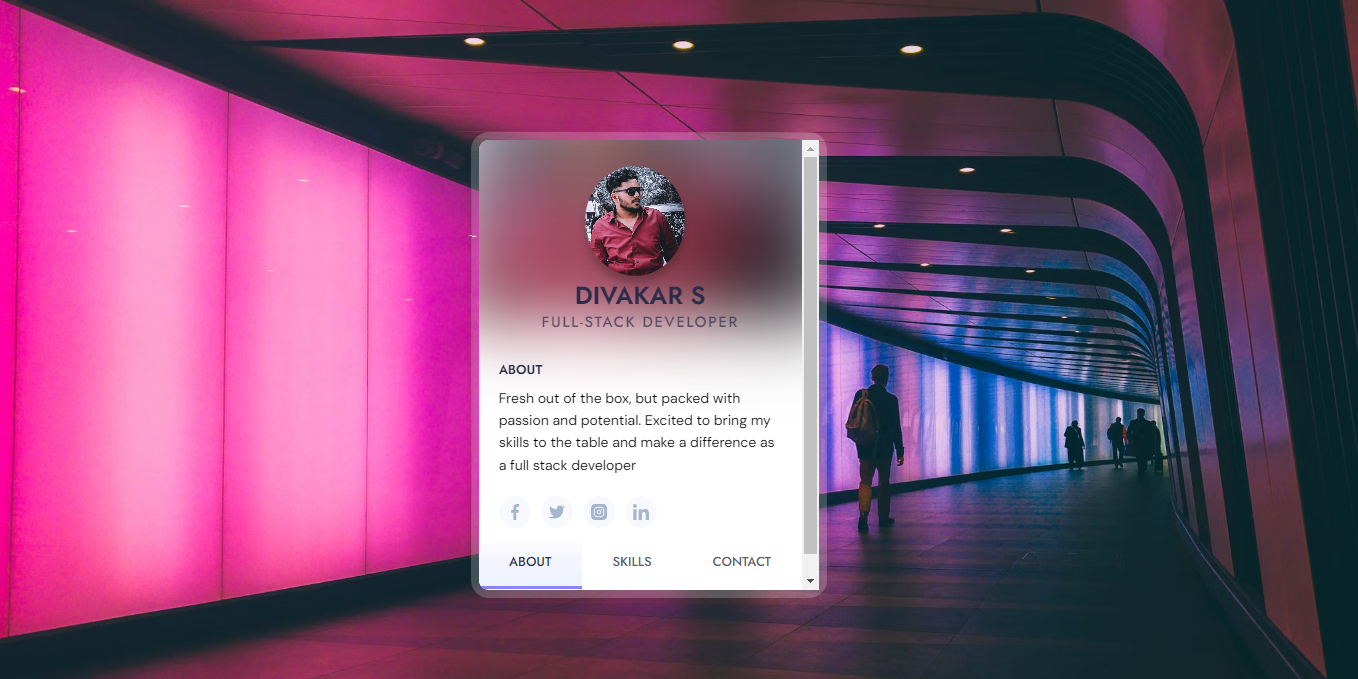 DIVAKAR S
FULL-STACK DEVELOPER
ABOUT
Fresh out of the box, but packed with
passion and potential. Excited to bring my
skills to the table and make a difference as
a full stack developer
ABOUT SKILLS CONTACT